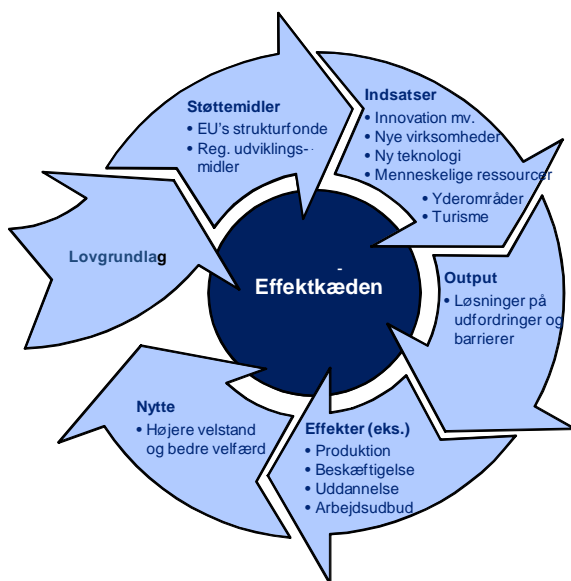 Lovgrundlag
Støttemidler
• EU's strukturfonde
• Reg. udviklings-
midler
Indsatser
• Innovation mv.
• Nye virksomheder
• Ny teknologi
• Menneskelige ressourcer
• Yderområder
• Turisme
Output
• Løsninger på
udfordringer og
barrierer
Effekter (eks.)
• Produktion
• Beskæftigelse
• Uddannelse
• Arbejdsudbud
Nytte
• Højere velstand
og bedre velfærd
Effektkæden